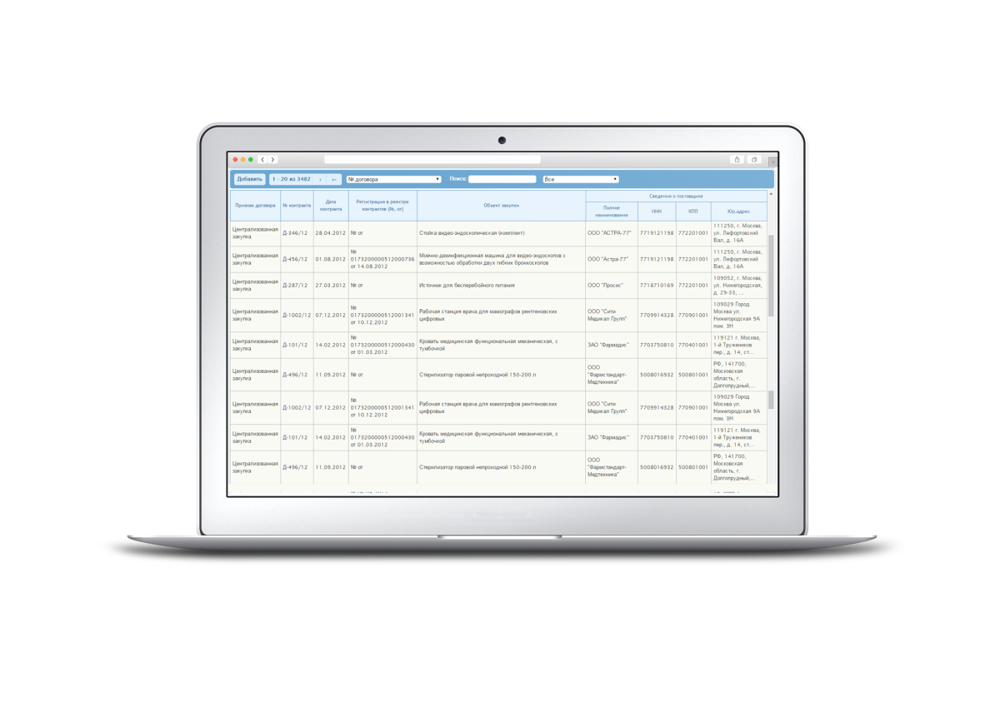 Добавить 1 - 20 из 3482 № договора Поиск: Все
Признак договора № контракта Дата контракта Регистрация в реестре контрактов (№, от) Объект закупки Сведения о поставщике
Полное наименование ИНН КПП Юр.адрес
Централизованная закупка Д-346/12 28.04.2012 № от Стойка видео-эндоскопическая (комплект) ООО "АСТРА-77" 7719121198 772201001 111250, г. Москва, ул. Лефортовский Вал, д. 16А
Централизованная закупка Д-456/12 01.08.2012 № 0173200000512000736 от 14.08.2012 Моечно-дезинфекционная машина для видео-эндоскопов с возможностью обработки двух гибких бронхоскопов ООО "Астра-77" 7719121198 772201001 111250, г. Москва, ул. Лефортовский Вал, д. 16А
Централизованная закупка Д-287/12 27.03.2012 № от Источник для бесперебойного питания ООО "Просис" 7718710169 772201001 109052, г. Москва, ул. Нижегородская, д. 29-33, ...
Централизованная закупка Д-1002/12 07.12.2012 № 0173200000512001341 от 10.12.2012 Рабочая станция врача для мамографов рентгеновских цифровых ООО "Сити Медикал Групп" 7709914328 770901001 109029 Город Москва ул. Нижегородская 9А пом. 3Н
Централизованная закупка Д-101/12 14.02.2012 № 0173200000512000430 от 01.03.2012 Кровать медицинская функциональная механическая, с тумбочкой ЗАО "Фармадис" 7703750810 770401001 119121 г. Москва, 1-й Тружеников пер., д. 14, ст...
Централизованная закупка Д-496/12 11.09.2012 № от Стерилизатор паровой непроходной 150-200 л ООО "Фармстандарт-Медтехника" 5008016932 500801001 РФ, 141700, Московская область, г. Долгопрудный,...
Централизованная закупка Д-1002/12 07.12.2012 № 0173200000512001341 от 10.12.2012 Рабочая станция врача для мамографов рентгеновских цифровых ООО "Сити Медикал Групп" 7709914328 770901001 109029 Город Москва ул. Нижегородская 9А пом. 3Н
Централизованная закупка Д-101/12 14.02.2012 № 0173200000512000430 от 01.03.2012 Кровать медицинская функциональная механическая, с тумбочкой ЗАО "Фармадис" 7703750810 770401001 119121 г. Москва, 1-й Тружеников пер., д. 14, ст...
Централизованная закупка Д-496/12 11.09.2012 № от Стерилизатор паровой непроходной 150-200 л ООО "Фармстандарт-Медтехника" 5008016932 500801001 РФ, 141700, Московская область, г. Долгопрудный,...